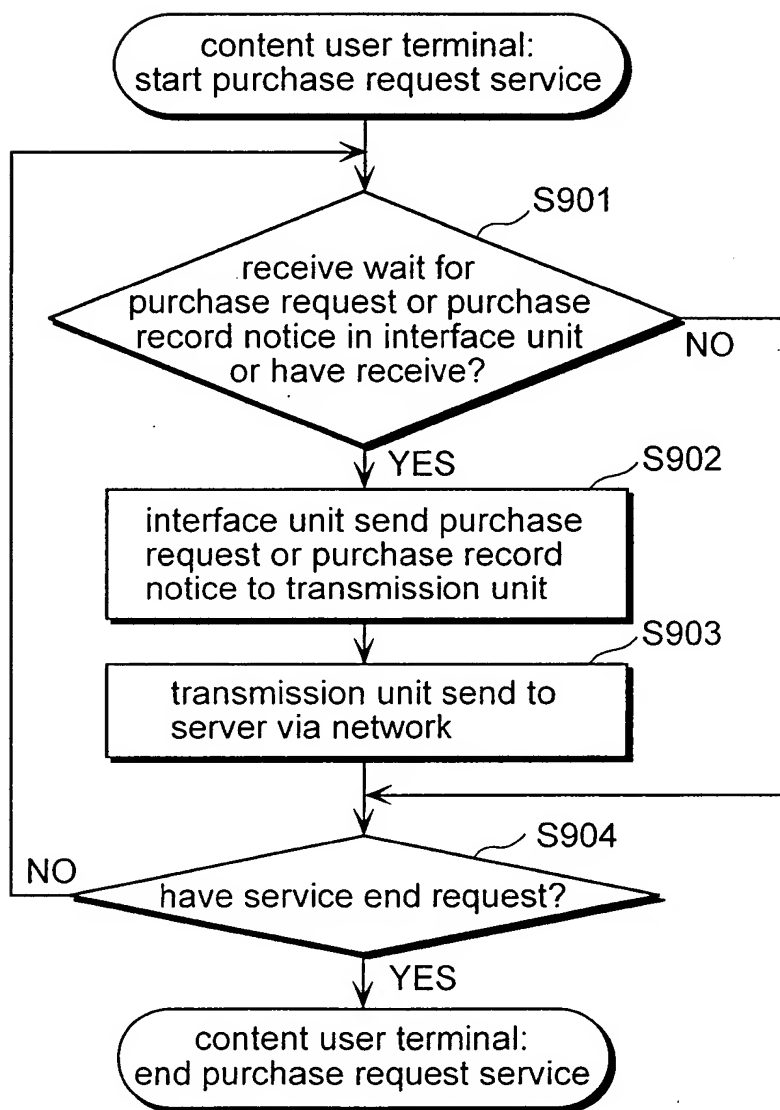 content user terminal:
start purchase request service
S901
receive wait for
purchase request or purchase
record notice in interface unit
or have receive?
NO
YES
S902
interface unit send purchase
request or purchase record
notice to transmission unit
S903
transmission unit send to
server via network
S904
NO
have service end request?
YES
content user terminal:
end purchase request service